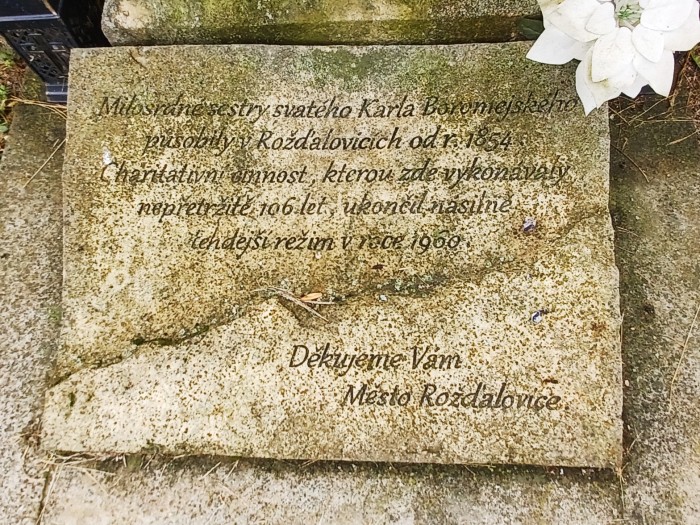 Milosrdné sestry svatého Karla Boromejského
působily v Rožďalovicích od r. 1854
Charitativní činnost, kterou zde vykonávaly
nepřetržitě 106 let, ukončil násilně
tehdejší režim v roce 1960.
Děkujeme Vám
Město Rožďalovice